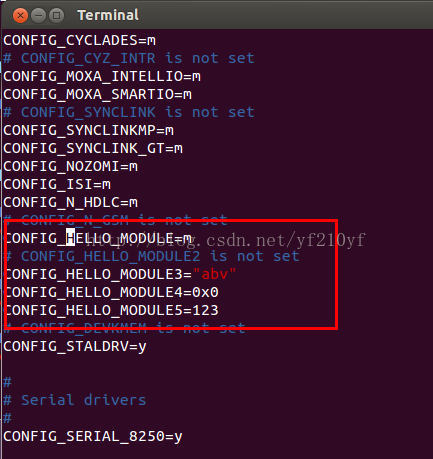 Terminal
CONFIG_CYCLADES=m
# CONFIG_CYZ_INTR is not set
CONFIG_MOXA_INTELLIO=m
CONFIG_MOXA_SMARTIO=m
# CONFIG_SYNCLINK is not set
CONFIG_SYNCLINKMP=m
CONFIG_SYNCLINK_GT=m
CONFIG_NOZOMI=m
CONFIG_ISI=m
CONFIG_N_HDLC=m
# CONFIG_N_GSM is not set
CONFIG_HELLO_MODULE=m
http://blog.csdn.net/yf210yf
# CONFIG_HELLO_MODULE2 is not set
CONFIG_HELLO_MODULE3="abv"
CONFIG_HELLO_MODULE4=0x0
CONFIG_HELLO_MODULE5=123
# CONFIG_DEVKMEM is not set
CONFIG_STALDRV=y
#
# Serial drivers
#
CONFIG_SERIAL_8250=y